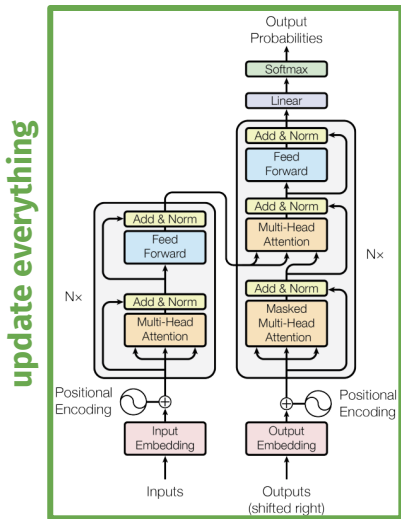 update everything
Output
Probabilities
Softmax
Linear
Add & Norm
Feed
Forward
Add & Norm
Multi-Head
Attention
Add & Norm
Masked
Multi-Head
Attention
N×
Add & Norm
Feed
Forward
N×
Add & Norm
Multi-Head
Attention
Positional
Encoding
Positional
Encoding
Input
Embedding
Output
Embedding
Inputs
Outputs
(shifted right)